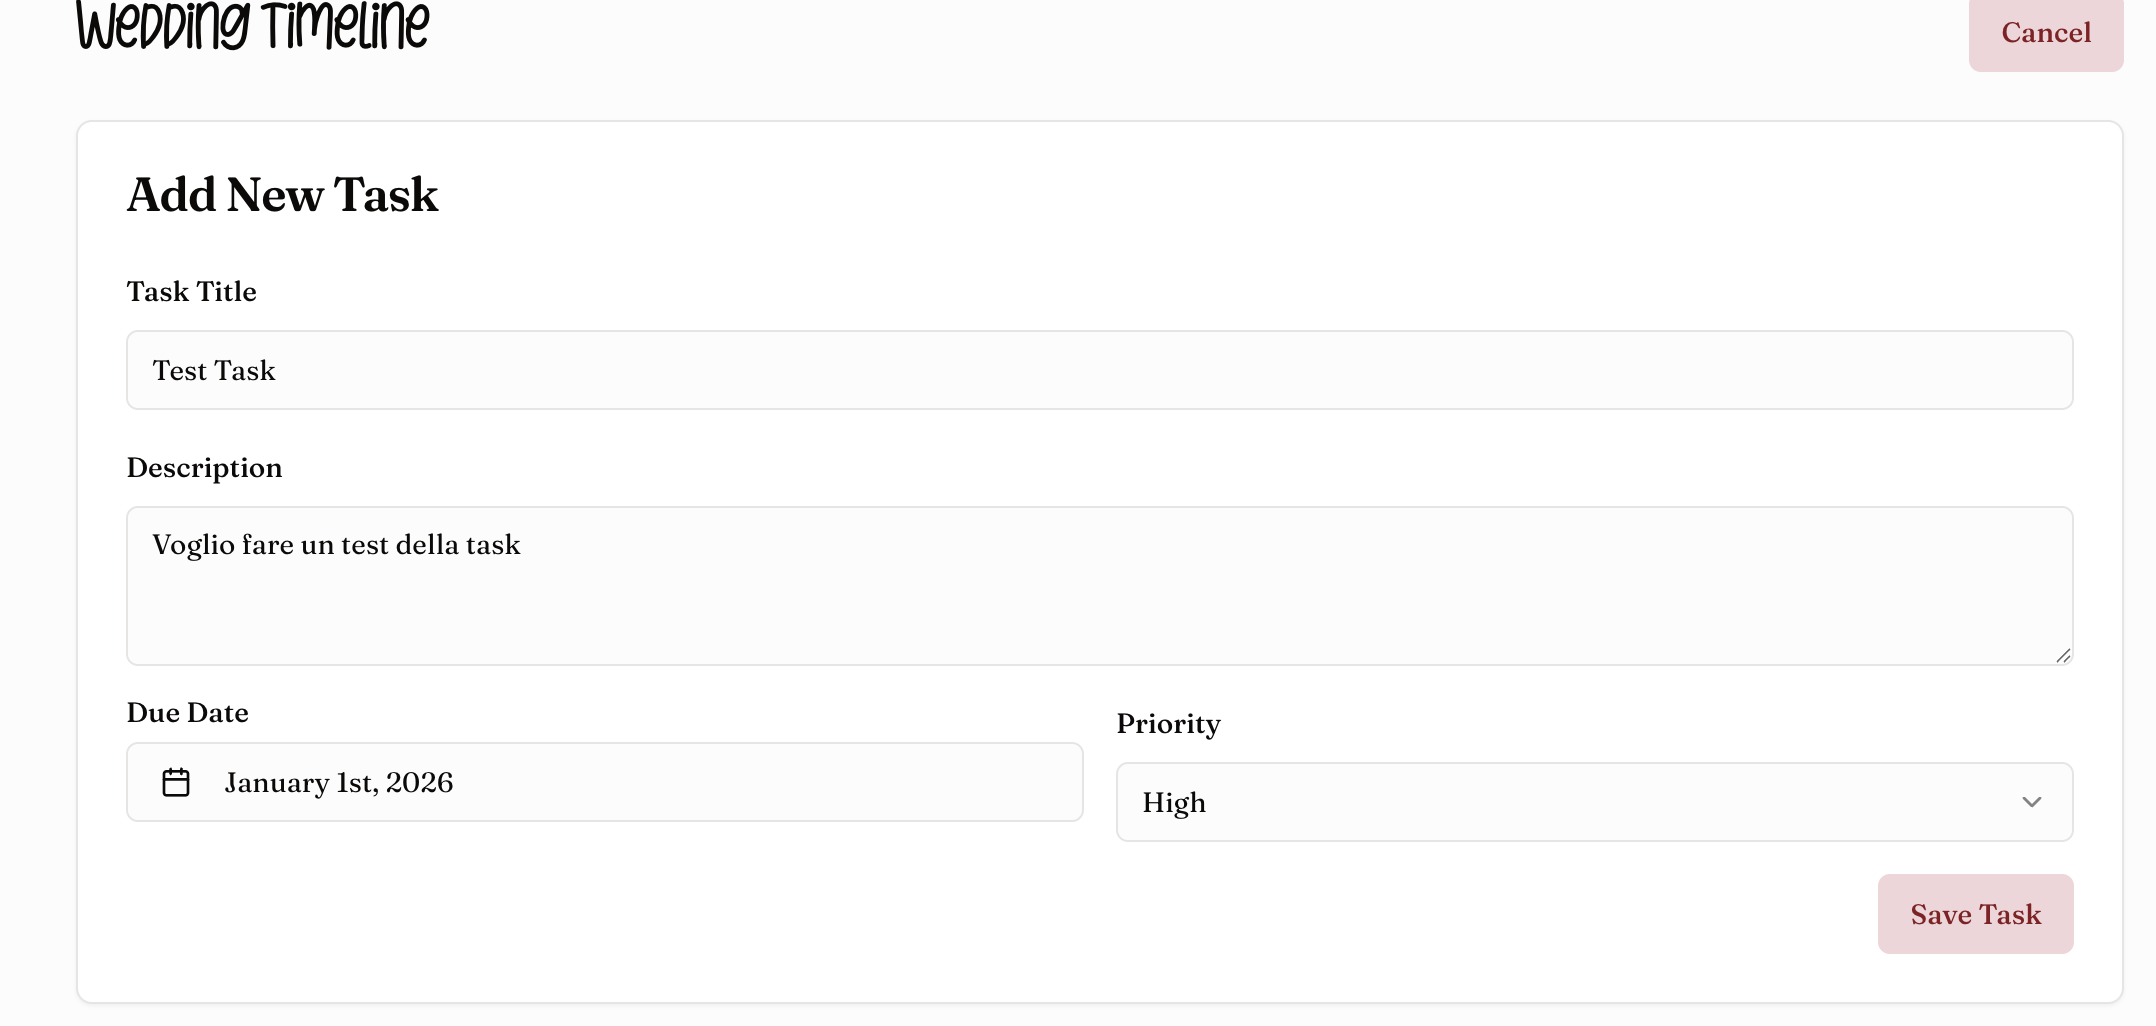 Wedding Timeline
Cancel
Add New Task
Task Title
Test Task
Description
Voglio fare un test della task
Due Date
Priority
January 1st, 2026
High
Save Task